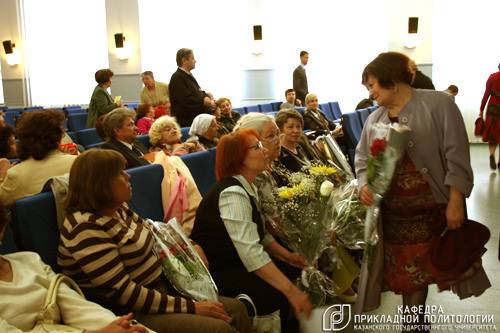 КАФЕДРА
ПРИКЛАДНОЙ ПОЛИТОЛОГИИ
КАЗАНСКОГО ГОСУДАРСТВЕННОГО УНИВЕРСИТЕТА